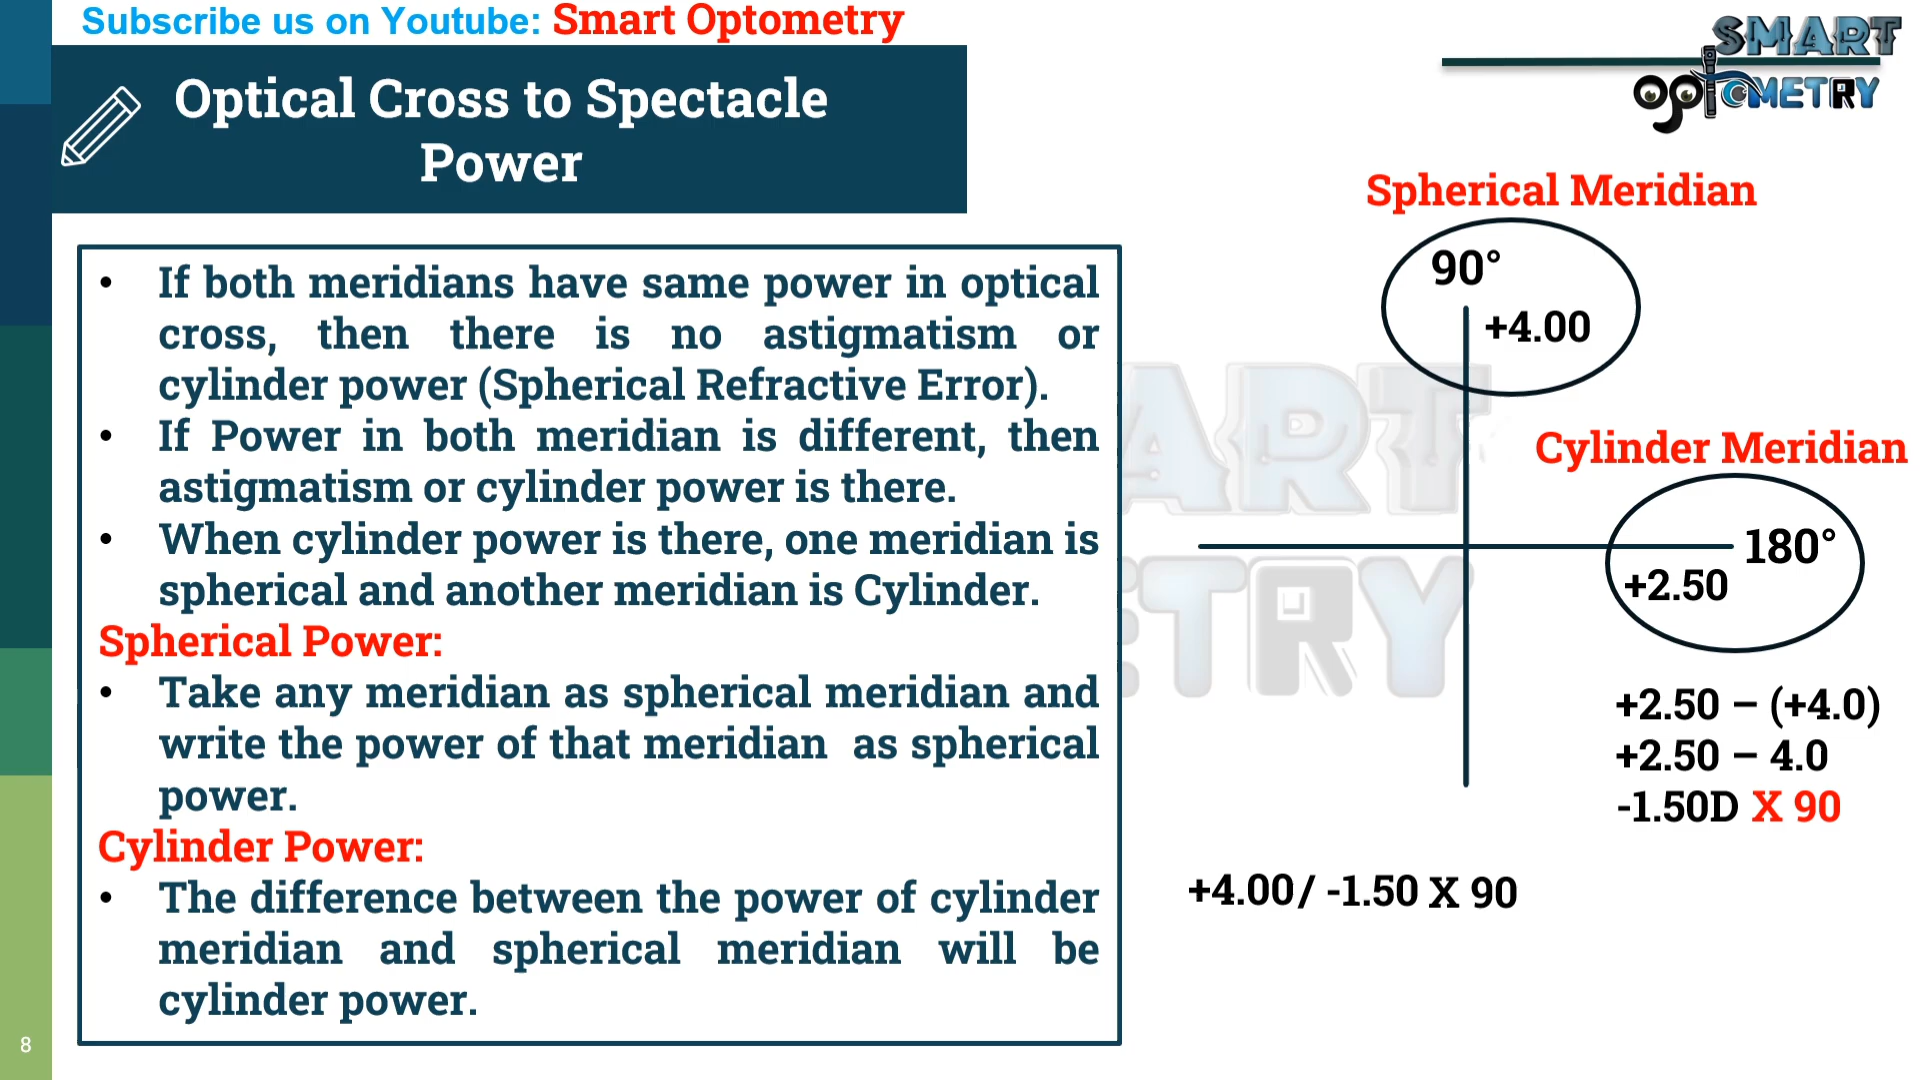 Subscribe us on Youtube: Smart Optometry
SMART
OptOMETRY
Optical Cross to Spectacle
Power
• If both meridians have same power in optical
cross, then there is no astigmatism or
cylinder power (Spherical Refractive Error).
• If Power in both meridian is different, then
astigmatism or cylinder power is there.
• When cylinder power is there, one meridian is
spherical and another meridian is Cylinder.
Spherical Power:
• Take any meridian as spherical meridian and
write the power of that meridian as spherical
power.
Cylinder Power:
• The difference between the power of cylinder
meridian and spherical meridian will be
cylinder power.
Spherical Meridian
90°
+4.00
Cylinder Meridian
180°
+2.50
+2.50 – (+4.0)
+2.50 – 4.0
-1.50D X 90
+4.00/ -1.50 X 90
ART
ETRY
8